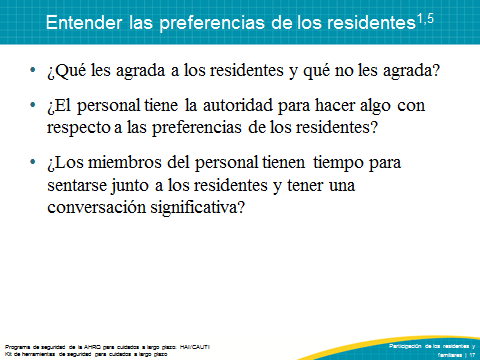 Entender las preferencias de los residentes1,5
• ¿Qué les agrada a los residentes y qué no les agrada?
• ¿El personal tiene la autoridad para hacer algo con
respecto a las preferencias de los residentes?
• ¿Los miembros del personal tienen tiempo para
sentarse junto a los residentes y tener una
conversación significativa?
Programa de seguridad de la AHRQ para cuidados a largo plazo: HAI/CAUTI
Kit de herramientas de seguridad para cuidados a largo plazo
Participación de los residentes y
familiares | 17